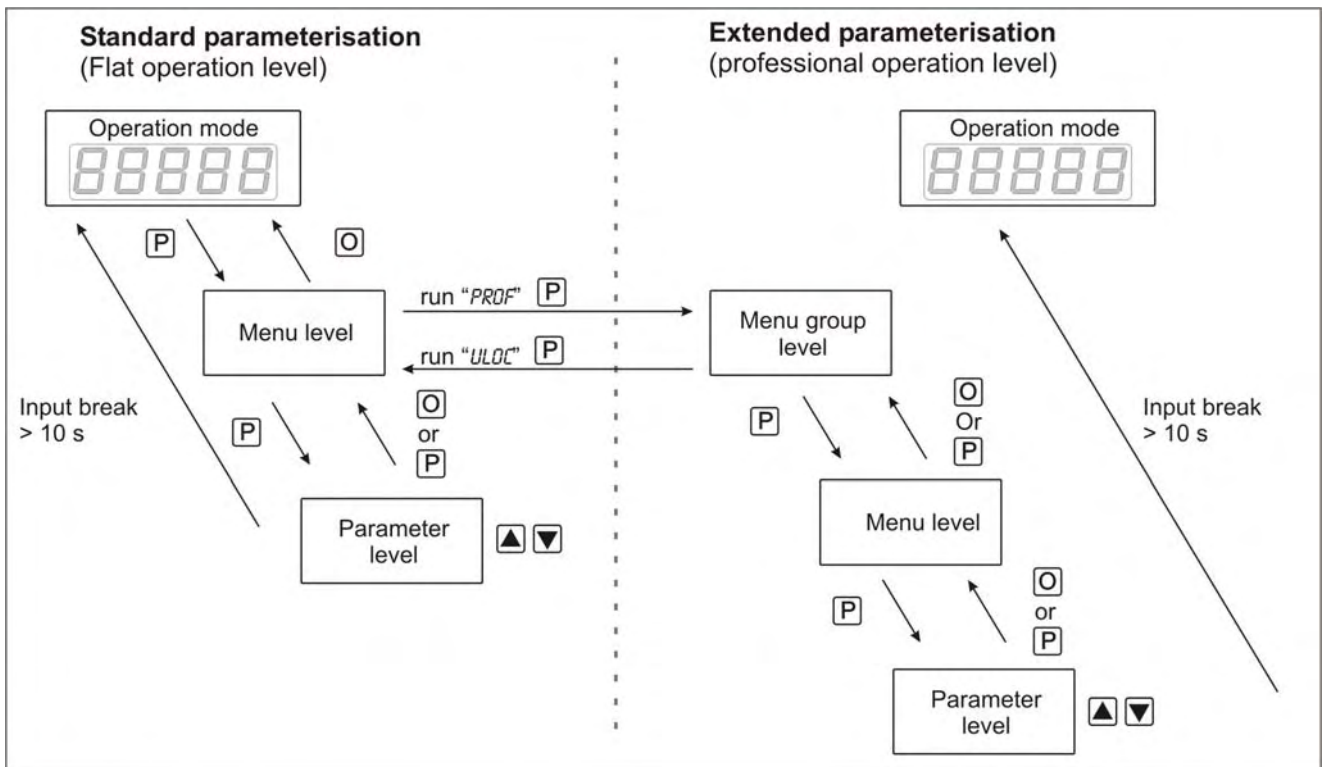 Standard parameterisation
(Flat operation level)
Operation mode
88888
P
O
Menu level
run "PROF" P
run "ULOC" P
Input break
> 10 s
P
O
or
P
Parameter
level
▲ ▼
Extended parameterisation
(professional operation level)
Operation mode
88888
Menu group
level
P
O
Or
P
Input break
> 10 s
Menu level
P
O
or
P
Parameter
level
▲ ▼